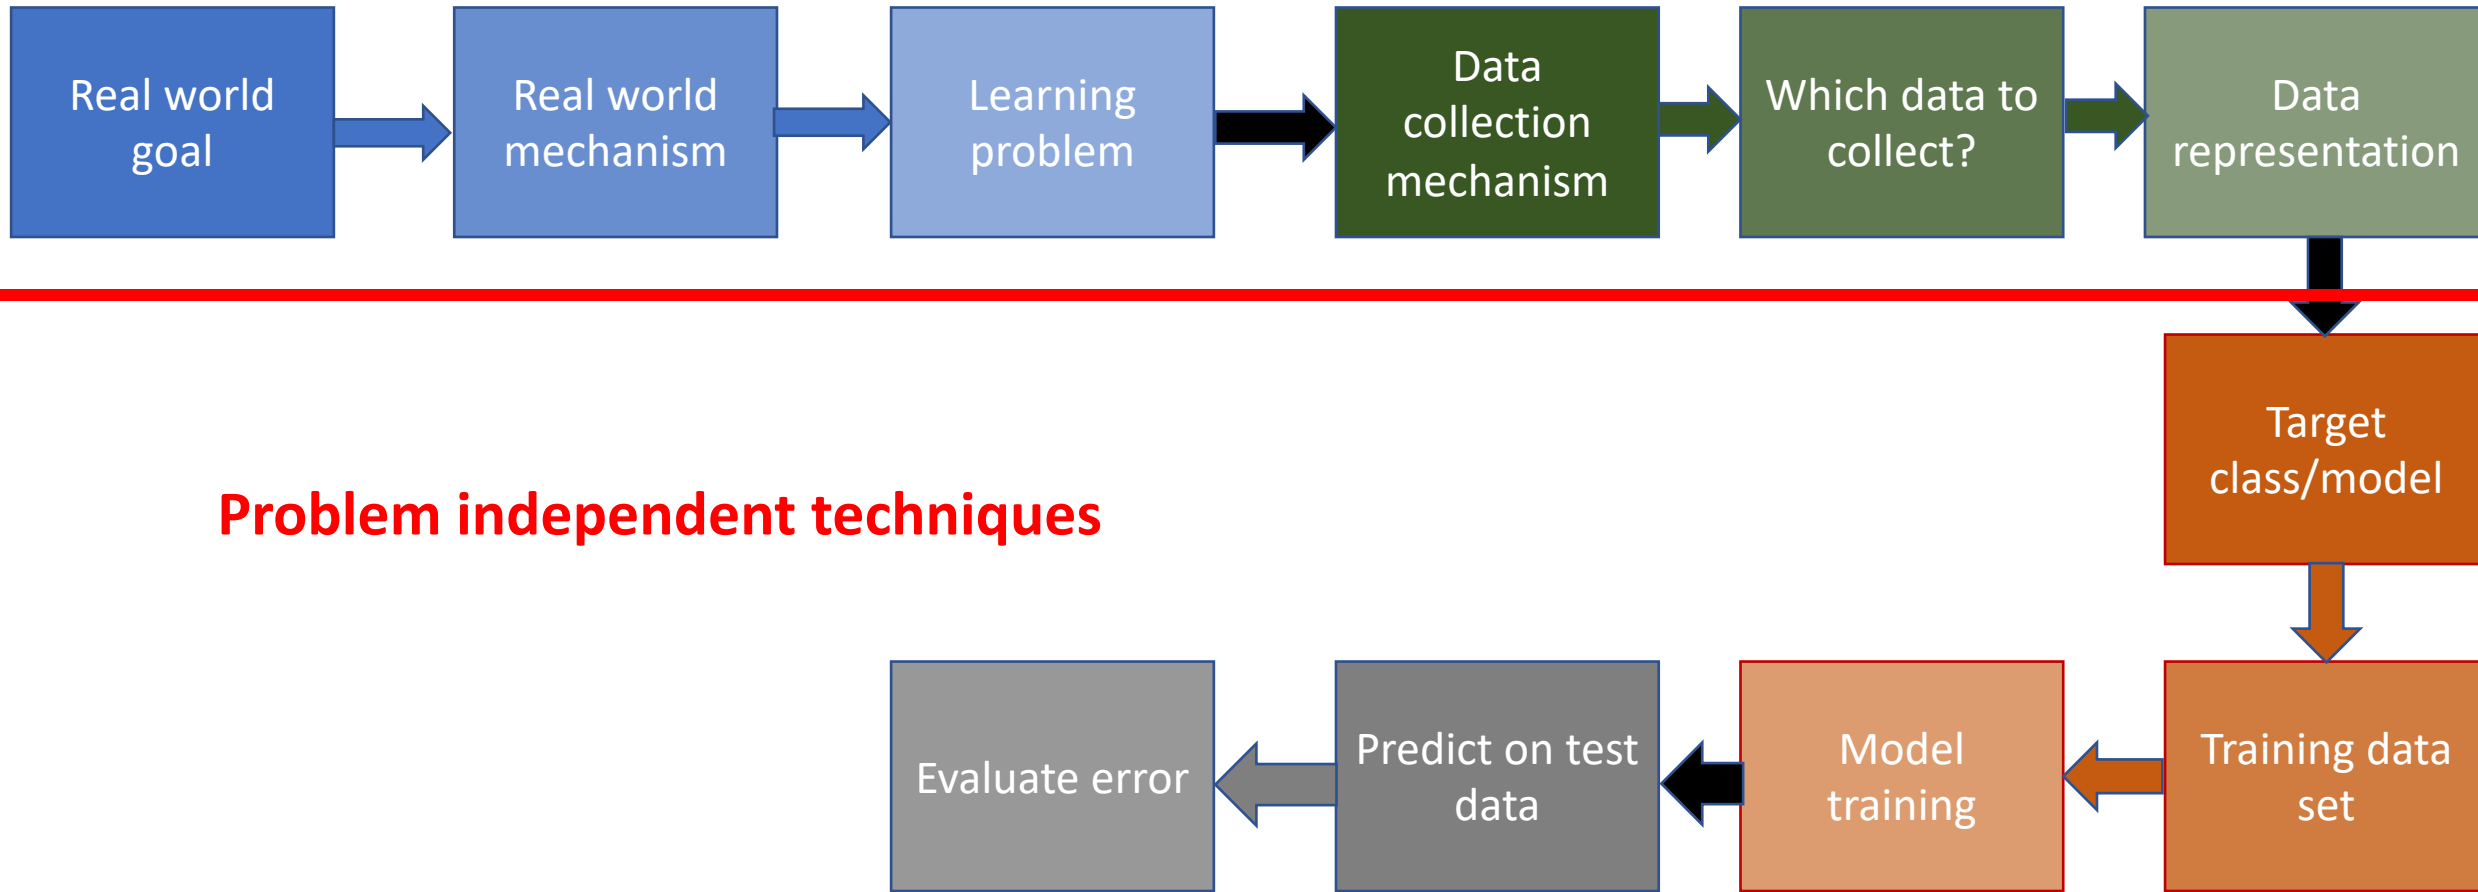 Real world
goal
Real world
mechanism
Learning
problem
Data
collection
mechanism
Which data to
collect?
Data
representation
Target
class/model
Problem independent techniques
Evaluate error
Predict on test
data
Model
training
Training data
set